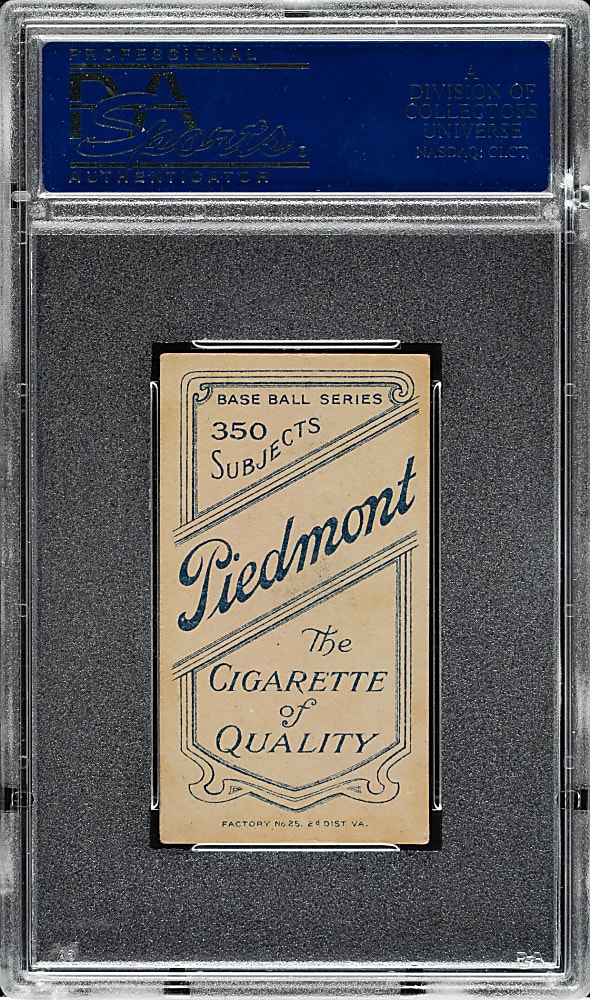 PROFESSIONAL
PSA
Sports
AUTHENTICATOR
A
DIVISION OF
COLLECTORS
UNIVERSE
NASDAQ: CLCT
BASE BALL SERIES
350
SUBJECTS
Piedmont
The
CIGARETTE
of
QUALITY
FACTORY No. 25, 2d DIST. VA.
PSA